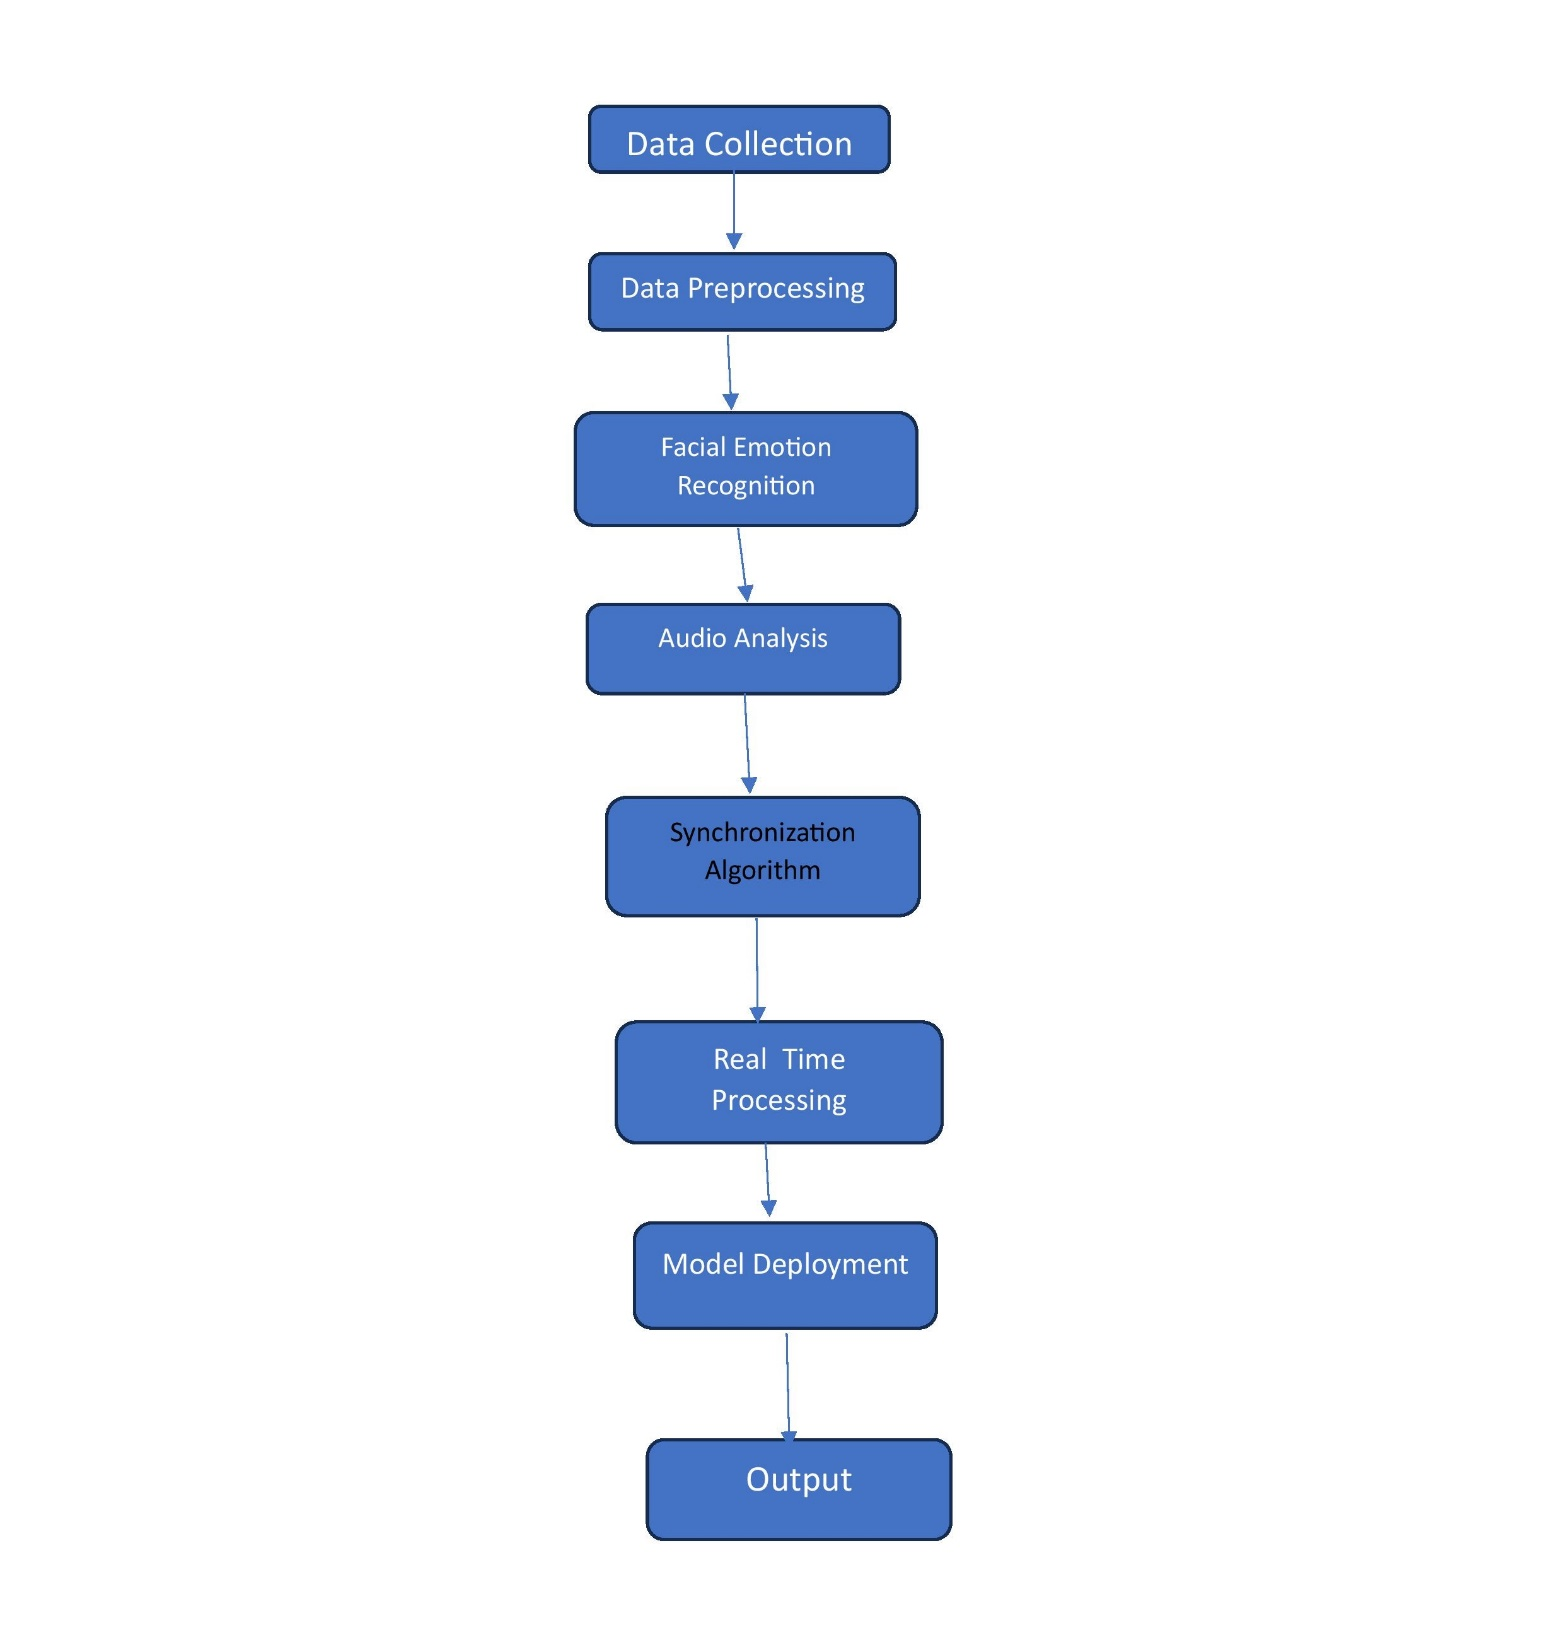 Data Collection
Data Preprocessing
Facial Emotion
Recognition
Audio Analysis
Synchronization
Algorithm
Real  Time
Processing
Model Deployment
Output